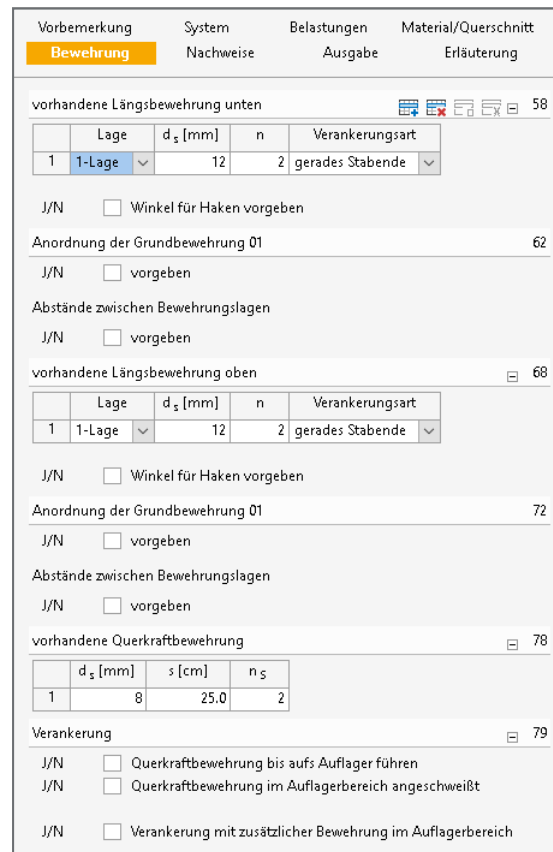 Vorbemerkung System Belastungen Material/Querschnitt
Bewehrung Nachweise Ausgabe Erläuterung
vorhandene Längsbewehrung unten 58
Lage d s [mm] n Verankerungsart
1 1-Lage 12 2 gerades Stabende
J/N Winkel für Haken vorgeben
Anordnung der Grundbewehrung 01 62
J/N vorgeben
Abstände zwischen Bewehrungslagen
J/N vorgeben
vorhandene Längsbewehrung oben 68
Lage d s [mm] n Verankerungsart
1 1-Lage 12 2 gerades Stabende
J/N Winkel für Haken vorgeben
Anordnung der Grundbewehrung 01 72
J/N vorgeben
Abstände zwischen Bewehrungslagen
J/N vorgeben
vorhandene Querkraftbewehrung 78
d s [mm] s [cm] n S
1 8 25.0 2
Verankerung 79
J/N Querkraftbewehrung bis aufs Auflager führen
J/N Querkraftbewehrung im Auflagerbereich angeschweißt
J/N Verankerung mit zusätzlicher Bewehrung im Auflagerbereich